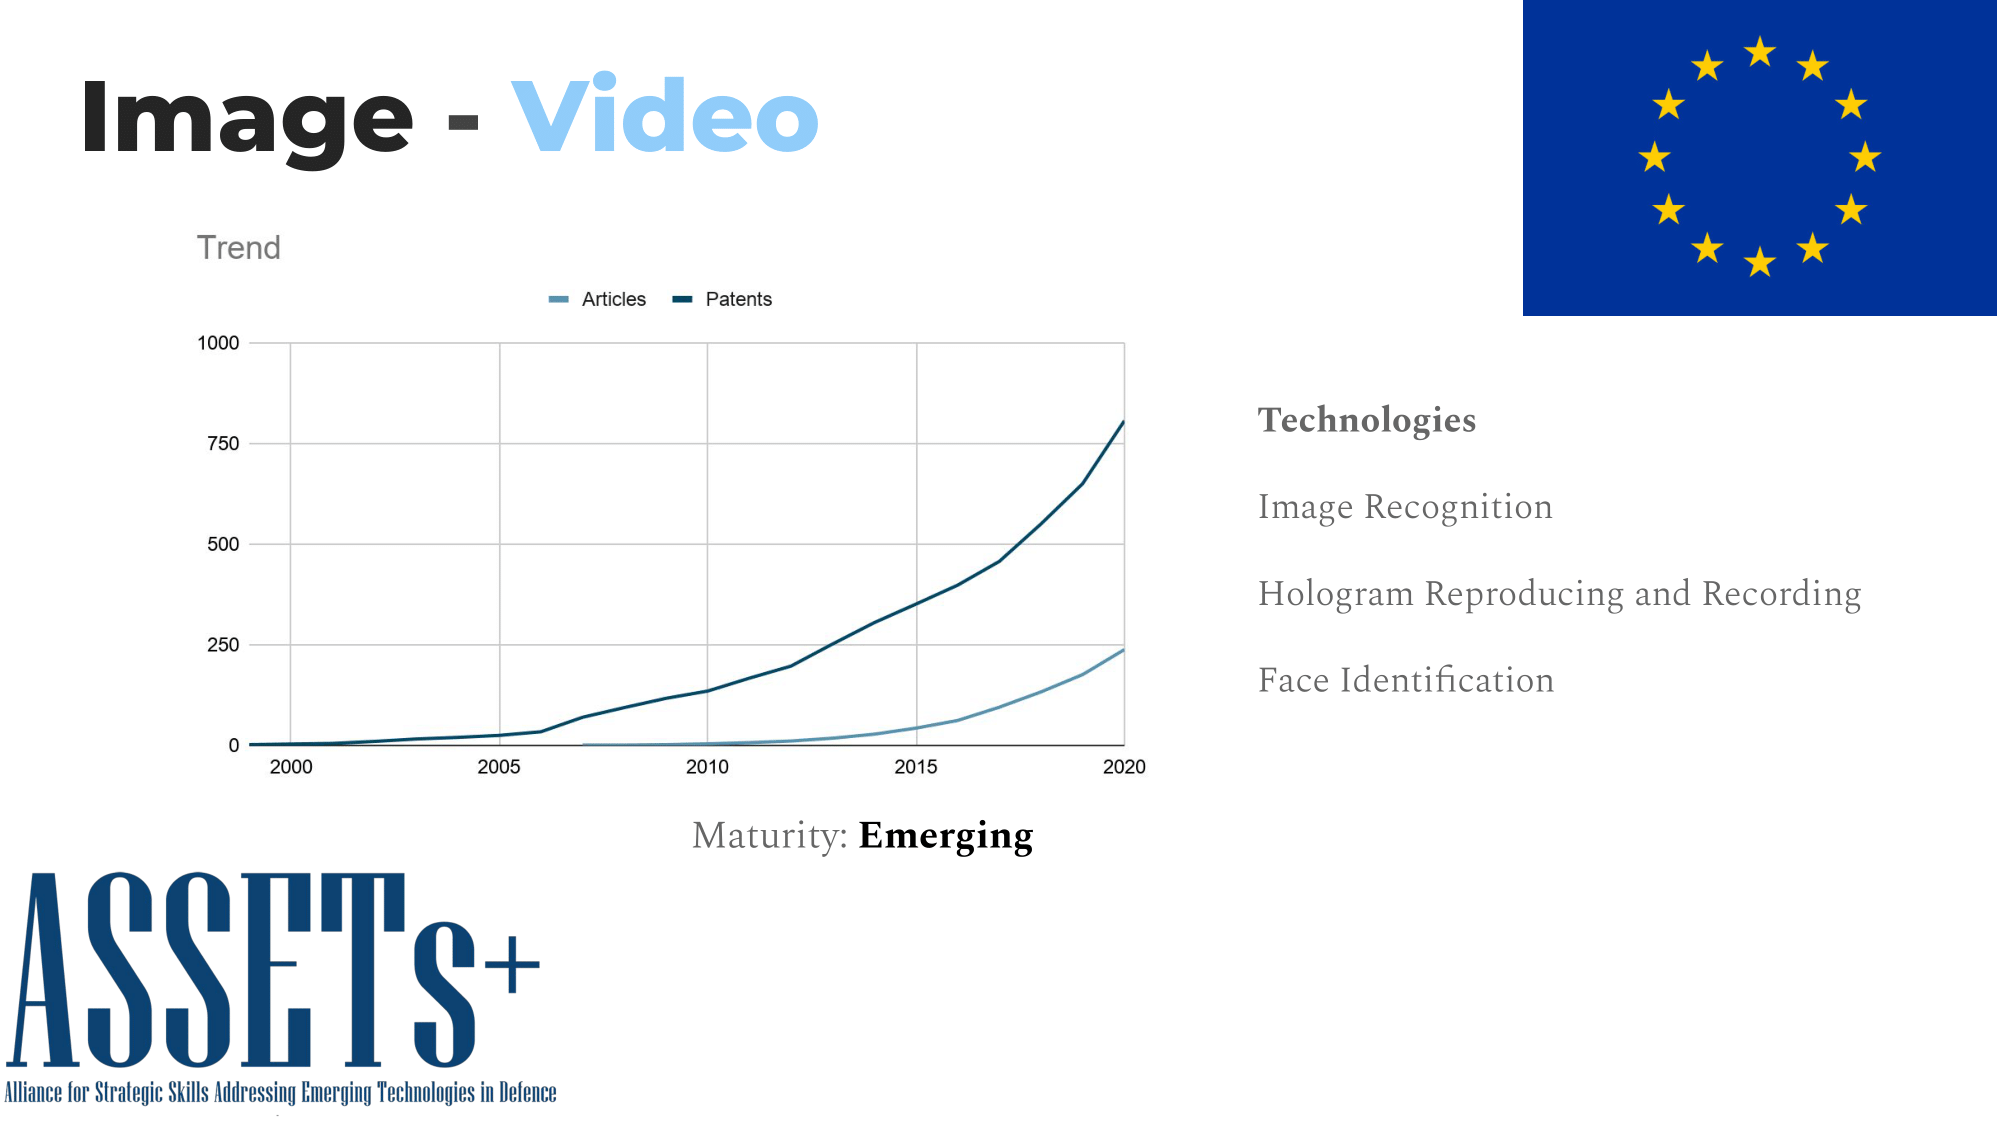 Image - Video
Trend
Articles Patents
1000
750
500
250
0
2000 2005 2010 2015 2020
Maturity: Emerging
Technologies
Image Recognition
Hologram Reproducing and Recording
Face Identification
ASSETs+
Alliance for Strategic Skills Addressing Emerging Technologies in Defence